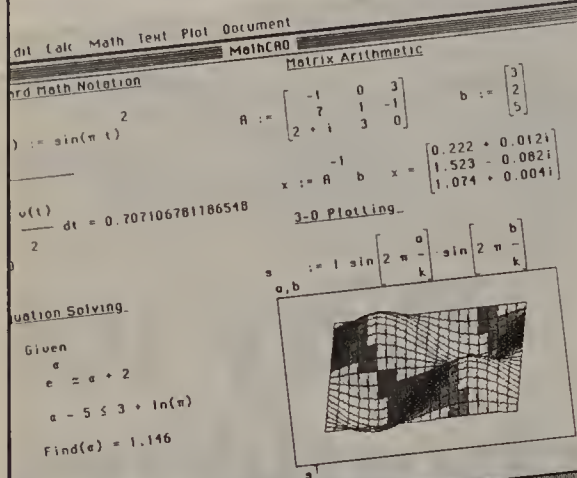 dit Calc Math Text Plot Document
MathCAD
ord Math Notation
2
) := sin(π t)
v(t)
dt = 0.707106781186548
2
0
uation Solving
Given
α
e ≃ α + 2
α - 5 ≤ 3 + ln(π)
Find(α) = 1.146
Matrix Arithmetic
-1 0 3 3
A := 7 1 -1 b := 2
2 + i 3 0 5
-1 0.222 + 0.012i
x := A b x = 1.523 - 0.082i
1.074 + 0.004i
3-D Plotting
a b
s := 1 sin[2 π -] · sin[2 π -]
a,b k k
s